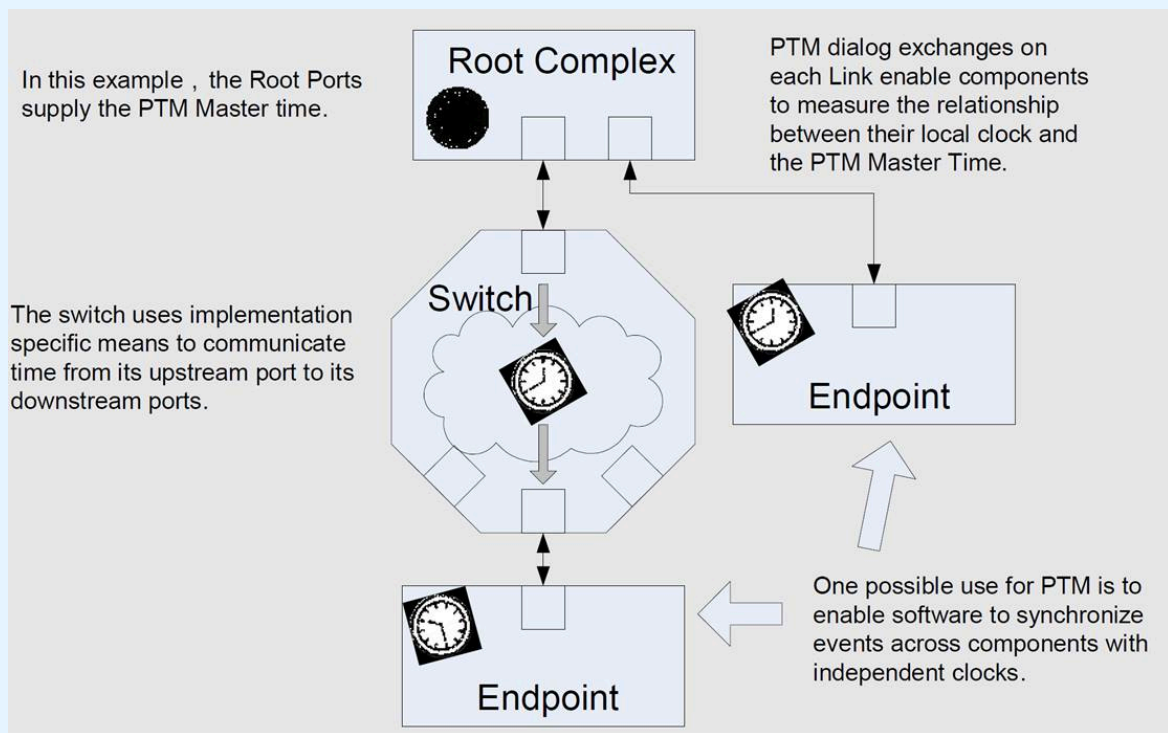 Root Complex
In this example , the Root Ports
supply the PTM Master time.
PTM dialog exchanges on
each Link enable components
to measure the relationship
between their local clock and
the PTM Master Time.
Switch
The switch uses implementation
specific means to communicate
time from its upstream port to its
downstream ports.
Endpoint
One possible use for PTM is to
enable software to synchronize
events across components with
independent clocks.
Endpoint